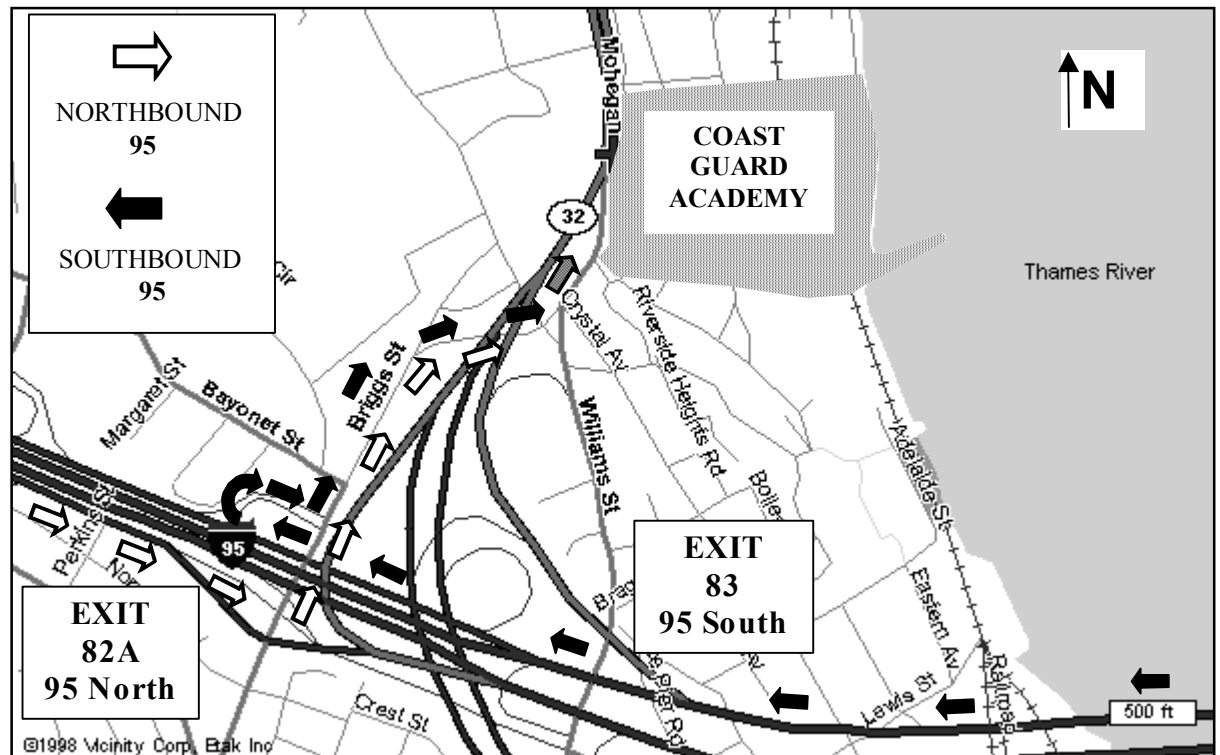 NORTHBOUND
95
SOUTHBOUND
95
Cir
Mohegan
COAST
GUARD
ACADEMY
N
32
Thames River
Crystal Av
Riverside Heights Rd
Briggs St
Margaret St
Bayonet St
Williams St
Adelaide St
Perkins St
95
EXIT
82A
95 North
EXIT
83
95 South
Eastern Av
Lewis St
Railroad
Crest St
500 ft
©1998 Vicinity Corp, Etak Inc